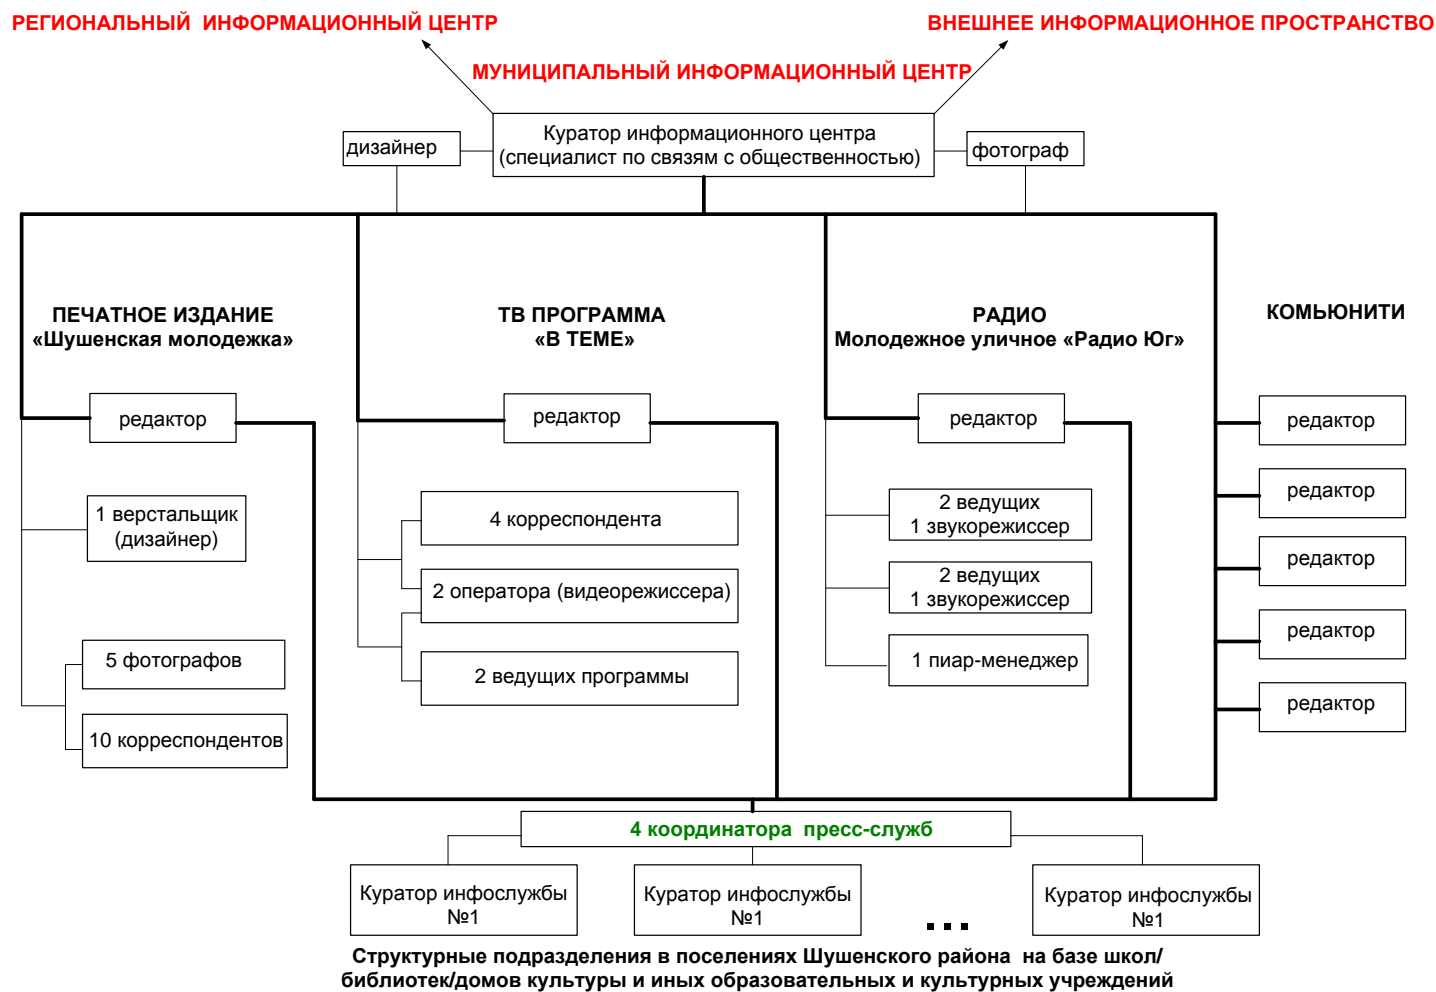 РЕГИОНАЛЬНЫЙ ИНФОРМАЦИОННЫЙ ЦЕНТР
ВНЕШНЕЕ ИНФОРМАЦИОННОЕ ПРОСТРАНСТВО
МУНИЦИПАЛЬНЫЙ ИНФОРМАЦИОННЫЙ ЦЕНТР
дизайнер
Куратор информационного центра
(специалист по связям с общественностью)
фотограф
ПЕЧАТНОЕ ИЗДАНИЕ
«Шушенская молодежка»
редактор
1 верстальщик
(дизайнер)
5 фотографов
10 корреспондентов
ТВ ПРОГРАММА
«В ТЕМЕ»
редактор
4 корреспондента
2 оператора (видеорежиссера)
2 ведущих программы
РАДИО
Молодежное уличное «Радио Юг»
редактор
2 ведущих
1 звукорежиссер
2 ведущих
1 звукорежиссер
1 пиар-менеджер
КОМЬЮНИТИ
редактор
редактор
редактор
редактор
редактор
4 координатора пресс-служб
Куратор инфослужбы
№1
Куратор инфослужбы
№1
...
Куратор инфослужбы
№1
Структурные подразделения в поселениях Шушенского района на базе школ/
библиотек/домов культуры и иных образовательных и культурных учреждений